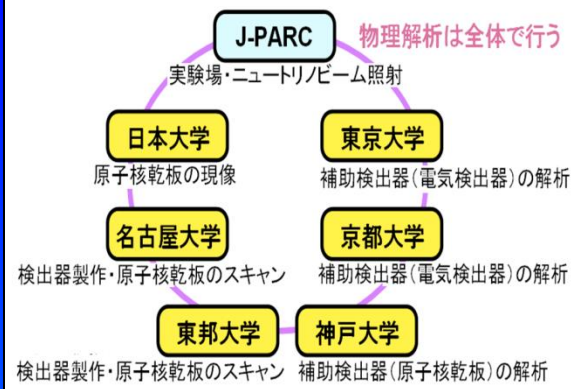 J-PARC
物理解析は全体で行う
実験場・ニュートリノビーム照射
日本大学
東京大学
原子核乾板の現像
補助検出器(電気検出器)の解析
名古屋大学
京都大学
検出器製作・原子核乾板のスキャン
補助検出器(電気検出器)の解析
東邦大学
神戸大学
検出器製作・原子核乾板のスキャン
補助検出器(原子核乾板)の解析